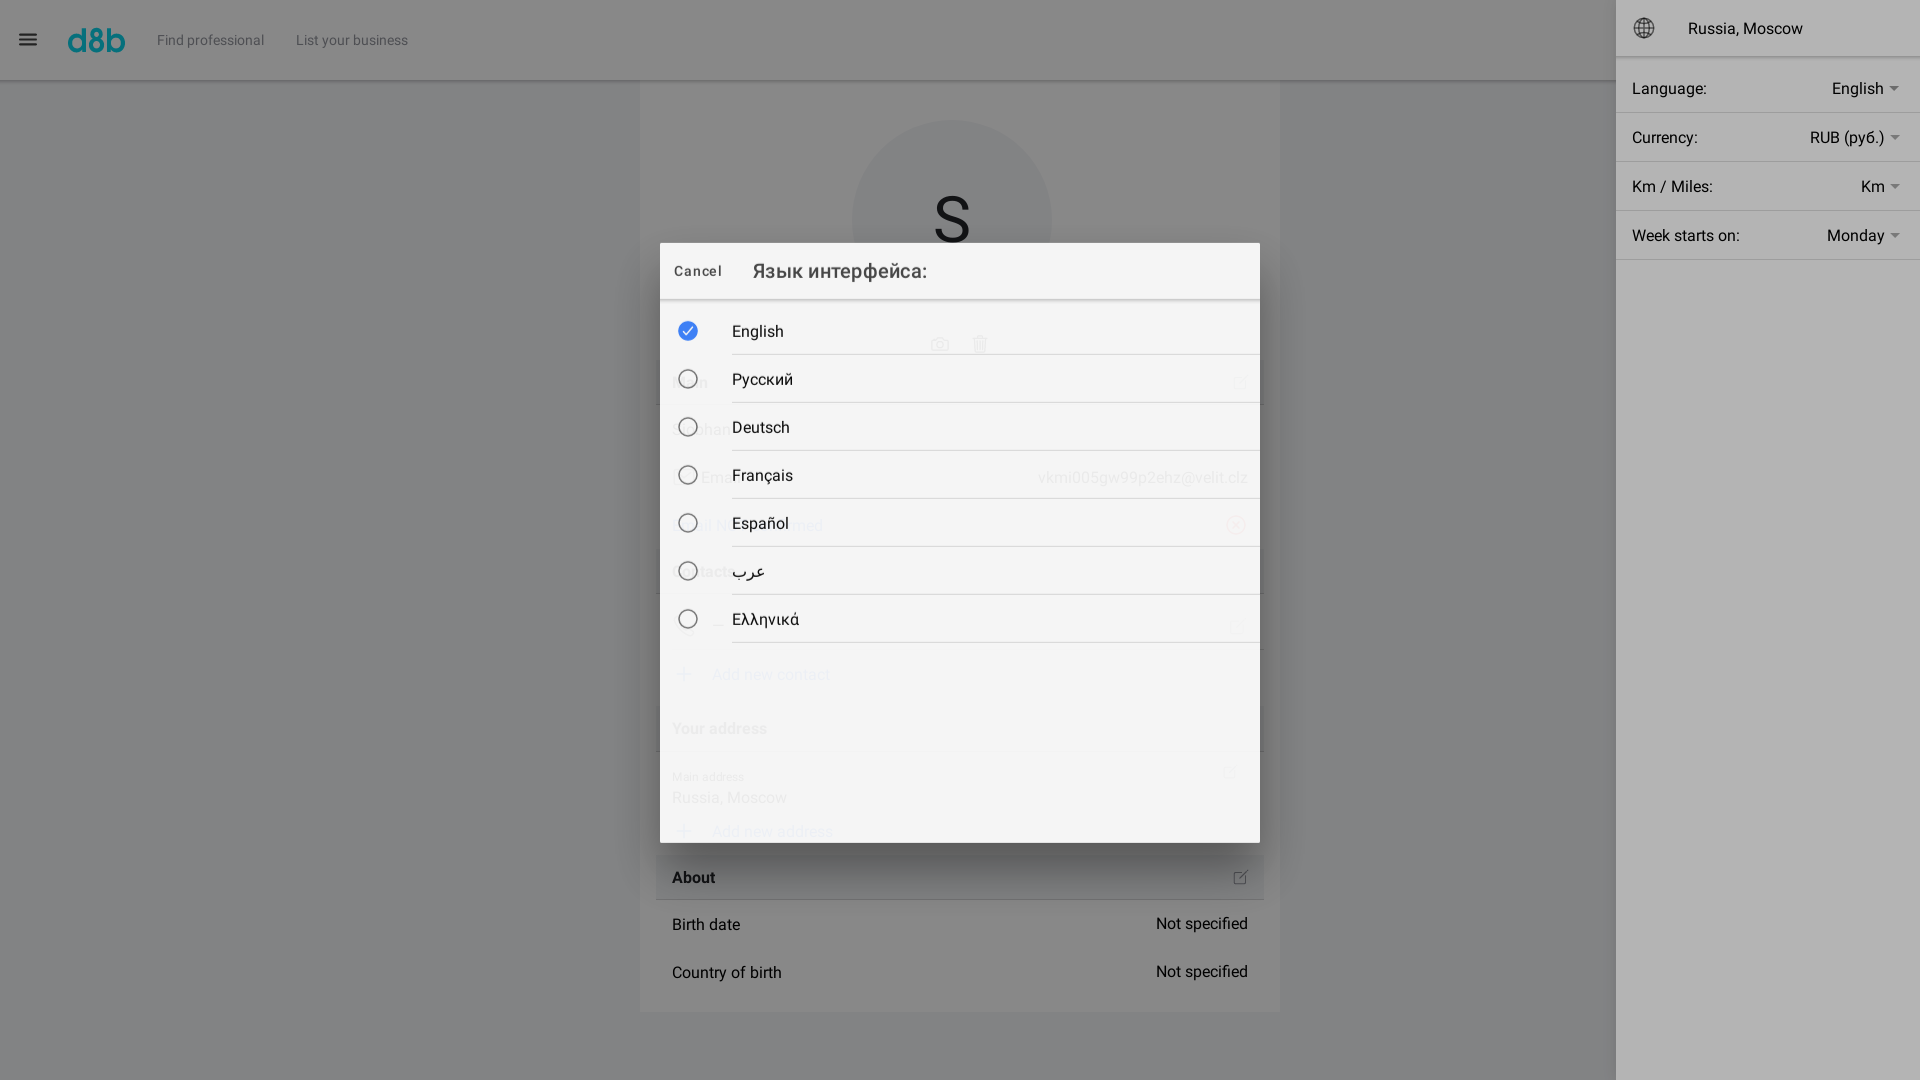 d8b
Find professional
List your business
Russia, Moscow
Language:
English
Currency:
RUB (руб.)
Km / Miles:
Km
Week starts on:
Monday
S
Cancel
Язык интерфейса:
English
Русский
Deutsch
Français
Español
عرب
Ελληνικά
Add new contact
Your address
Main address
Russia, Moscow
Add new address
About
Birth date
Not specified
Country of birth
Not specified